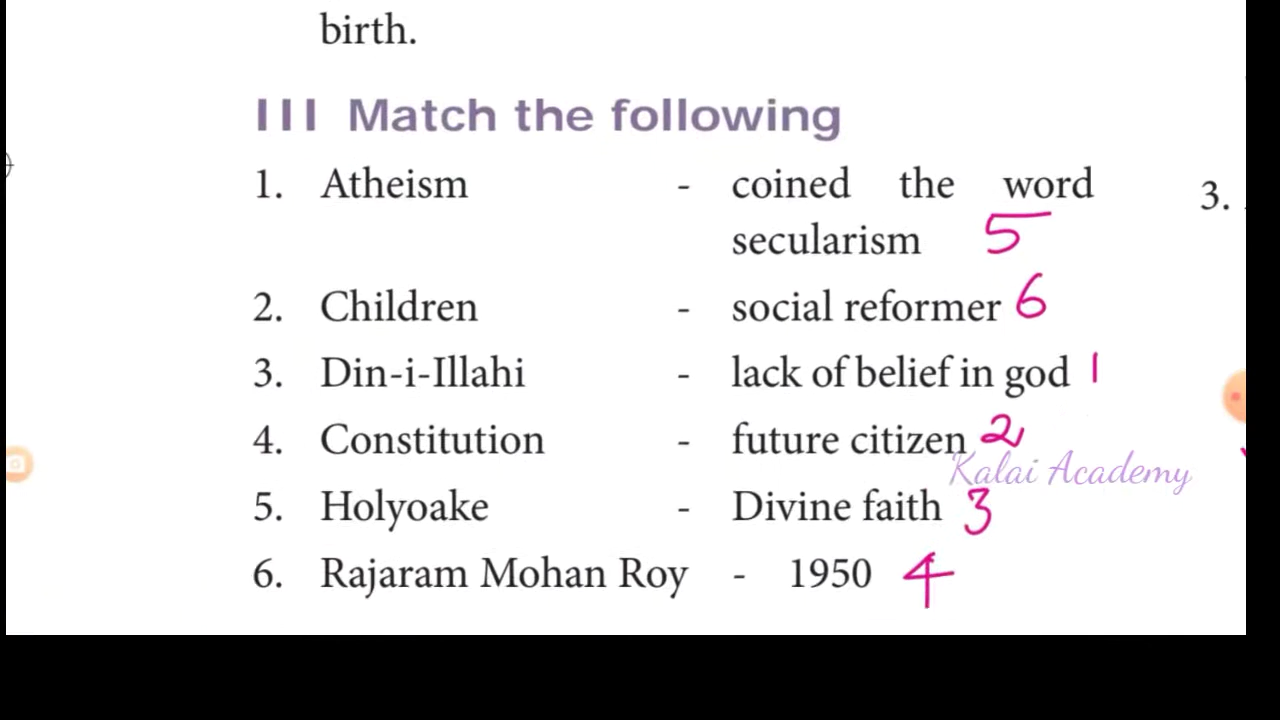 birth.
III Match the following
1. Atheism - coined the word
3.
secularism 5
2. Children - social reformer 6
3. Din-i-Illahi - lack of belief in god 1
4. Constitution - future citizen 2
Kalai Academy
5. Holyoake - Divine faith 3
6. Rajaram Mohan Roy - 1950 4